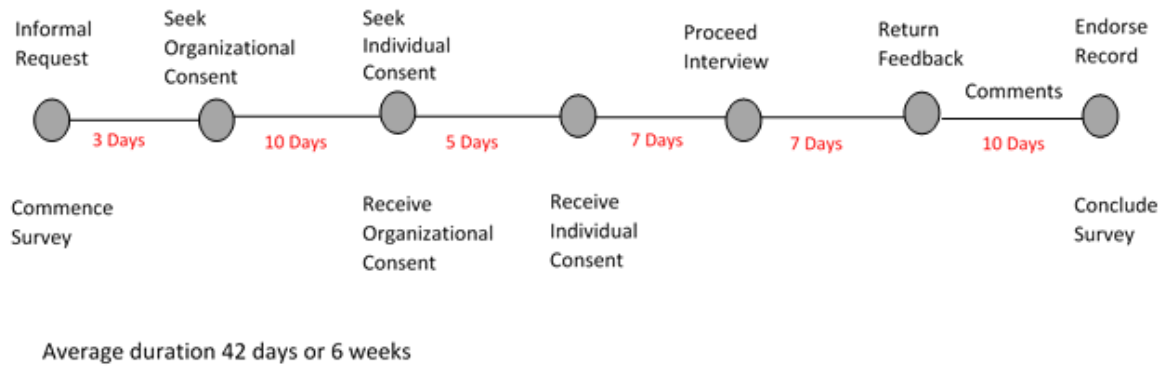 Informal
Request
Seek
Organizational
Consent
Seek
Individual
Consent
Proceed
Interview
Return
Feedback
Endorse
Record
Comments
3 Days
10 Days
5 Days
7 Days
7 Days
10 Days
Commence
Survey
Receive
Organizational
Consent
Receive
Individual
Consent
Conclude
Survey
Average duration 42 days or 6 weeks